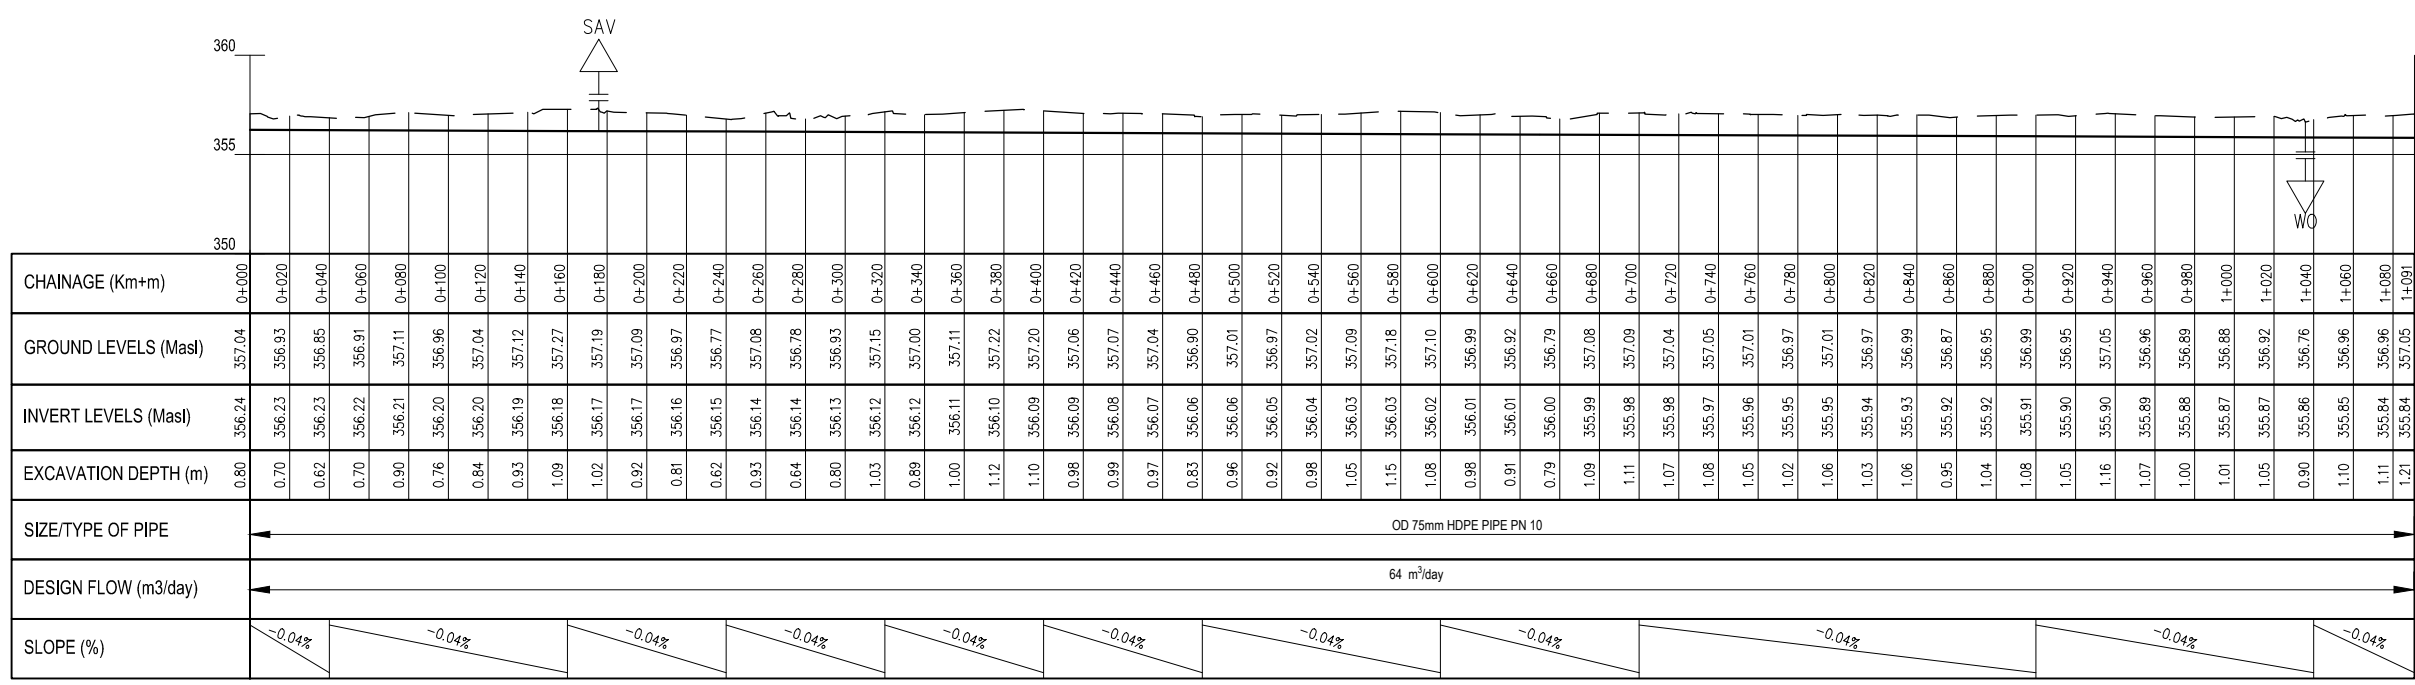 SAV
360
355
350
WO
CHAINAGE (Km+m) 0+000 0+020 0+040 0+060 0+080 0+100 0+120 0+140 0+160 0+180 0+200 0+220 0+240 0+260 0+280 0+300 0+320 0+340 0+360 0+380 0+400 0+420 0+440 0+460 0+480 0+500 0+520 0+540 0+560 0+580 0+600 0+620 0+640 0+660 0+680 0+700 0+720 0+740 0+760 0+780 0+800 0+820 0+840 0+860 0+880 0+900 0+920 0+940 0+960 0+980 1+000 1+020 1+040 1+060 1+080 1+091
GROUND LEVELS (Masl) 357.04 356.93 356.85 356.91 357.11 356.96 357.04 357.12 357.27 357.19 357.09 356.97 356.77 357.08 356.78 356.93 357.15 357.00 357.11 357.22 357.20 357.06 357.07 357.04 356.90 357.01 356.97 357.02 357.09 357.18 357.10 356.99 356.92 356.79 357.08 357.09 357.04 357.05 357.01 356.97 357.01 356.97 356.99 356.87 356.95 356.99 356.95 357.05 356.96 356.89 356.88 356.92 356.76 356.96 356.96 357.05
INVERT LEVELS (Masl) 356.24 356.23 356.23 356.22 356.21 356.20 356.20 356.19 356.18 356.17 356.17 356.16 356.15 356.14 356.14 356.13 356.12 356.12 356.11 356.10 356.09 356.09 356.08 356.07 356.06 356.06 356.05 356.04 356.03 356.03 356.02 356.01 356.01 356.00 355.99 355.98 355.98 355.97 355.96 355.95 355.95 355.94 355.93 355.92 355.92 355.91 355.90 355.90 355.89 355.88 355.87 355.87 355.86 355.85 355.84 355.84
EXCAVATION DEPTH (m) 0.80 0.70 0.62 0.70 0.90 0.76 0.84 0.93 1.09 1.02 0.92 0.81 0.62 0.93 0.64 0.80 1.03 0.89 1.00 1.12 1.10 0.98 0.99 0.97 0.83 0.96 0.92 0.98 1.05 1.15 1.08 0.98 0.91 0.79 1.09 1.11 1.07 1.08 1.05 1.02 1.06 1.03 1.06 0.95 1.04 1.08 1.05 1.16 1.07 1.00 1.01 1.05 0.90 1.10 1.11 1.21
SIZE/TYPE OF PIPE OD 75mm HDPE PIPE PN 10
DESIGN FLOW (m3/day) 64 m³/day
SLOPE (%) -0.04% -0.04% -0.04% -0.04% -0.04% -0.04% -0.04% -0.04% -0.04% -0.04% -0.04%